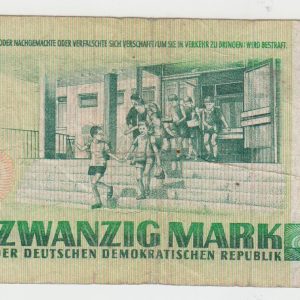 ODER NACHGEMACHTE ODER VERFÄLSCHTE SICH VERSCHAFFT/UM SIE IN VERKEHR ZU BRINGEN/WIRD BESTRAFT.
ZWANZIG MARK
DER DEUTSCHEN DEMOKRATISCHEN REPUBLIK